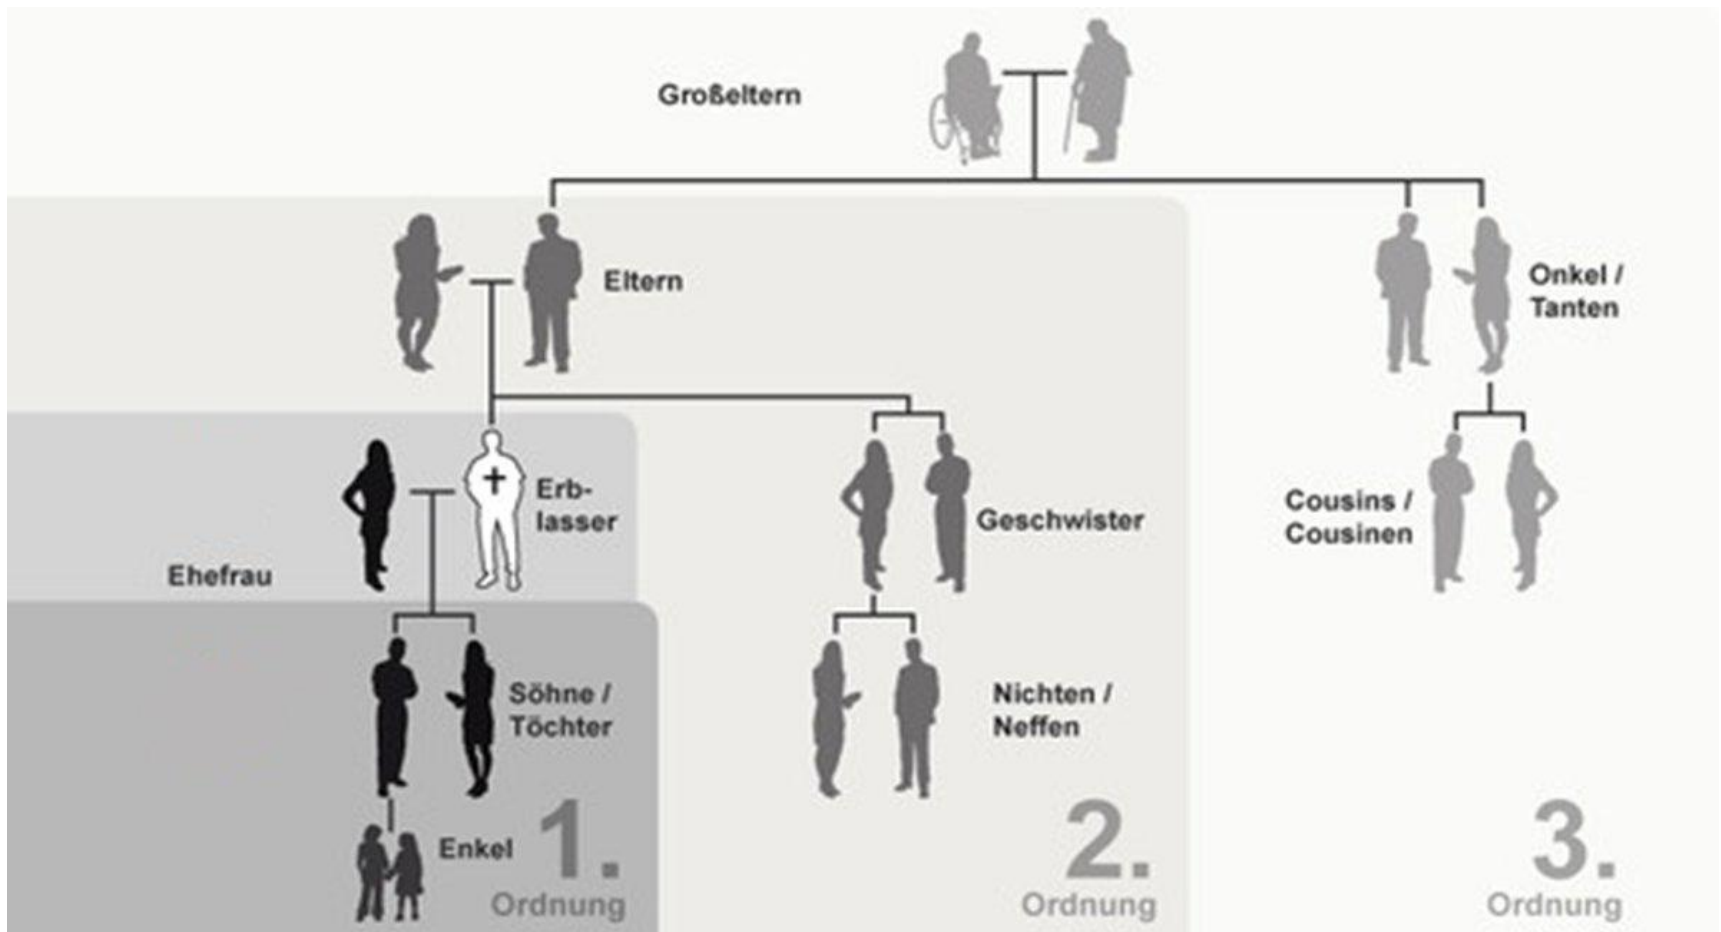 Großeltern
Eltern
Onkel /
Tanten
Erb-
lasser
Ehefrau
Geschwister
Cousins /
Cousinen
Söhne /
Töchter
Nichten /
Neffen
Enkel
1.
Ordnung
2.
Ordnung
3.
Ordnung